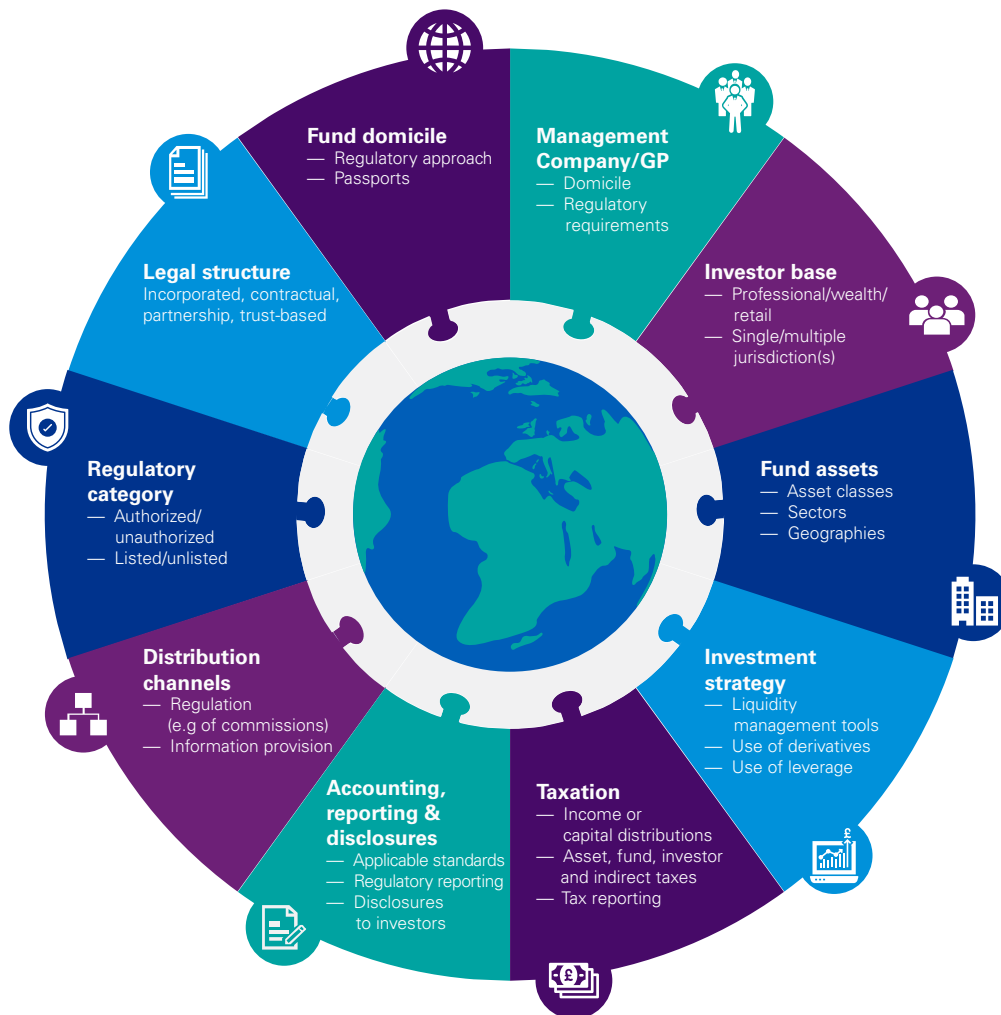 Fund domicile
— Regulatory approach
— Passports
Management
Company/GP
— Domicile
— Regulatory
requirements
Investor base
— Professional/wealth/
retail
— Single/multiple
jurisdiction(s)
Fund assets
— Asset classes
— Sectors
— Geographies
Investment
strategy
— Liquidity
management tools
— Use of derivatives
— Use of leverage
£
Taxation
— Income or
capital distributions
— Asset, fund, investor
and indirect taxes
— Tax reporting
£
Accounting,
reporting &
disclosures
— Applicable standards
— Regulatory reporting
— Disclosures
to investors
Distribution
channels
— Regulation
(e.g of commissions)
— Information provision
Regulatory
category
— Authorized/
unauthorized
— Listed/unlisted
Legal structure
Incorporated, contractual,
partnership, trust-based